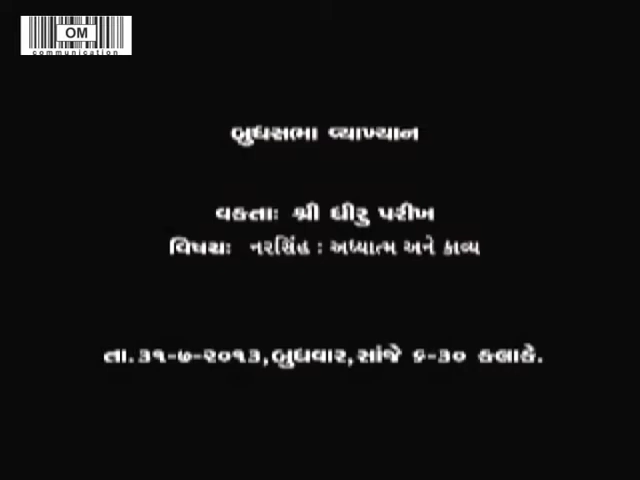 OM
communication
બુધસભા વ્યાખ્યાન
વક્તાઃ શ્રી ધીરુ પરીખ
વિષયઃ નરસિંહ : અધ્યાત્મ અને કાવ્ય
તા.૩૧-૭-૨૦૧૩,બુધવાર,સાંજે ૬-૩૦ કલાકે.